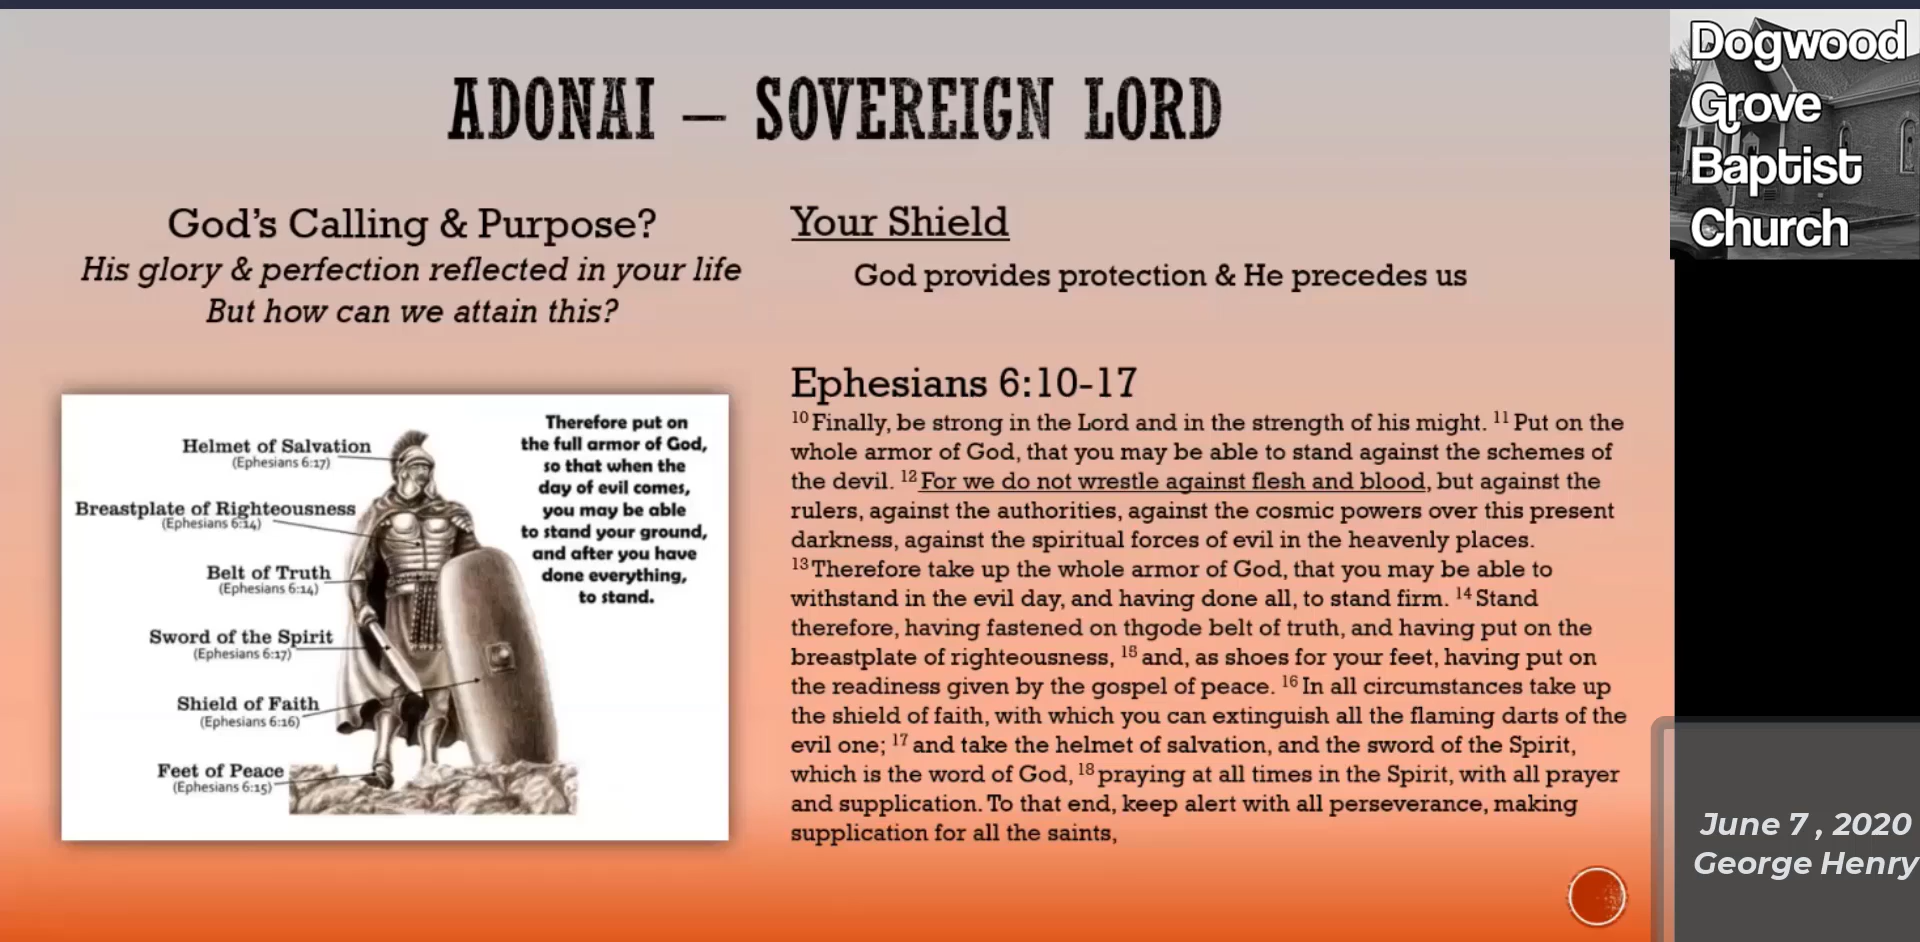 ADONAI – SOVEREIGN LORD
God's Calling & Purpose?
His glory & perfection reflected in your life
But how can we attain this?
Helmet of Salvation
(Ephesians 6:17)
Breastplate of Righteousness
(Ephesians 6:14)
Belt of Truth
(Ephesians 6:14)
Sword of the Spirit
(Ephesians 6:17)
Shield of Faith
(Ephesians 6:16)
Feet of Peace
(Ephesians 6:15)
Therefore put on
the full armor of God,
so that when the
day of evil comes,
you may be able
to stand your ground,
and after you have
done everything,
to stand.
Your Shield
God provides protection & He precedes us
Ephesians 6:10-17
10 Finally, be strong in the Lord and in the strength of his might. 11 Put on the
whole armor of God, that you may be able to stand against the schemes of
the devil. 12 For we do not wrestle against flesh and blood, but against the
rulers, against the authorities, against the cosmic powers over this present
darkness, against the spiritual forces of evil in the heavenly places.
13 Therefore take up the whole armor of God, that you may be able to
withstand in the evil day, and having done all, to stand firm. 14 Stand
therefore, having fastened on thgode belt of truth, and having put on the
breastplate of righteousness, 15 and, as shoes for your feet, having put on
the readiness given by the gospel of peace. 16 In all circumstances take up
the shield of faith, with which you can extinguish all the flaming darts of the
evil one; 17 and take the helmet of salvation, and the sword of the Spirit,
which is the word of God, 18 praying at all times in the Spirit, with all prayer
and supplication. To that end, keep alert with all perseverance, making
supplication for all the saints,
Dogwood
Grove
Baptist
Church
June 7 , 2020
George Henry